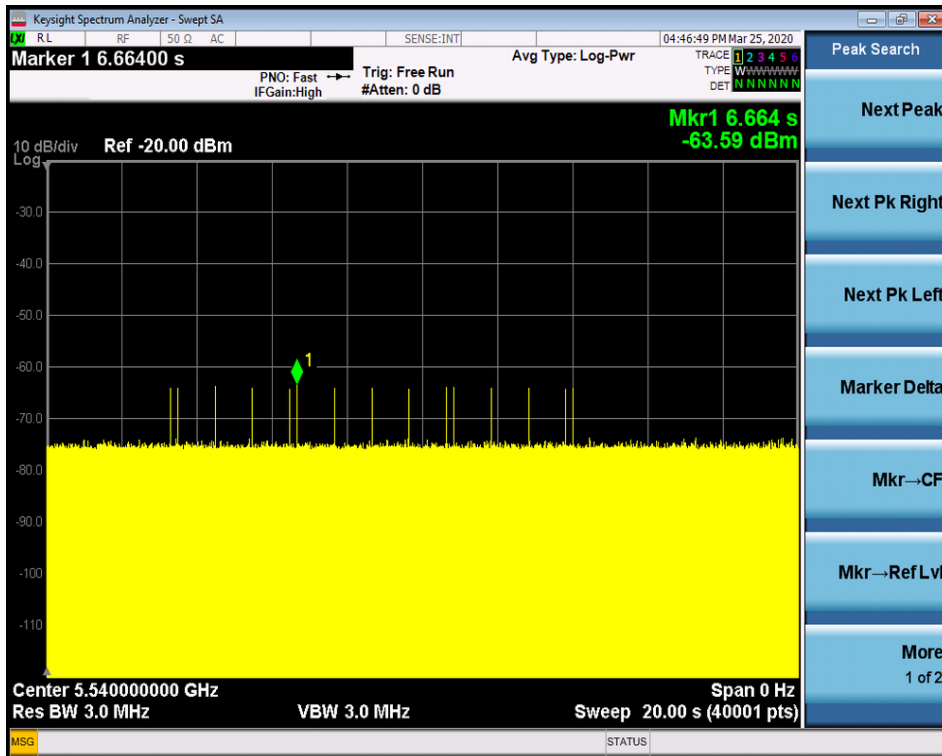 Keysight Spectrum Analyzer - Swept SA
LXI RL RF 50 Ω AC SENSE:INT 04:46:49 PM Mar 25, 2020
Marker 1 6.66400 s
PNO: Fast
IFGain:High
Trig: Free Run
#Atten: 0 dB
Avg Type: Log-Pwr
TRACE 1 2 3 4 5 6
TYPE WWWWWW
DET N N N N N N
Mkr1 6.664 s
-63.59 dBm
10 dB/div Ref -20.00 dBm
Log
-30.0
-40.0
-50.0
-60.0
-70.0
-80.0
-90.0
-100
-110
1
Center 5.540000000 GHz Span 0 Hz
Res BW 3.0 MHz VBW 3.0 MHz Sweep 20.00 s (40001 pts)
MSG STATUS
Peak Search
Next Peak
Next Pk Right
Next Pk Left
Marker Delta
Mkr→CF
Mkr→Ref Lvl
More
1 of 2